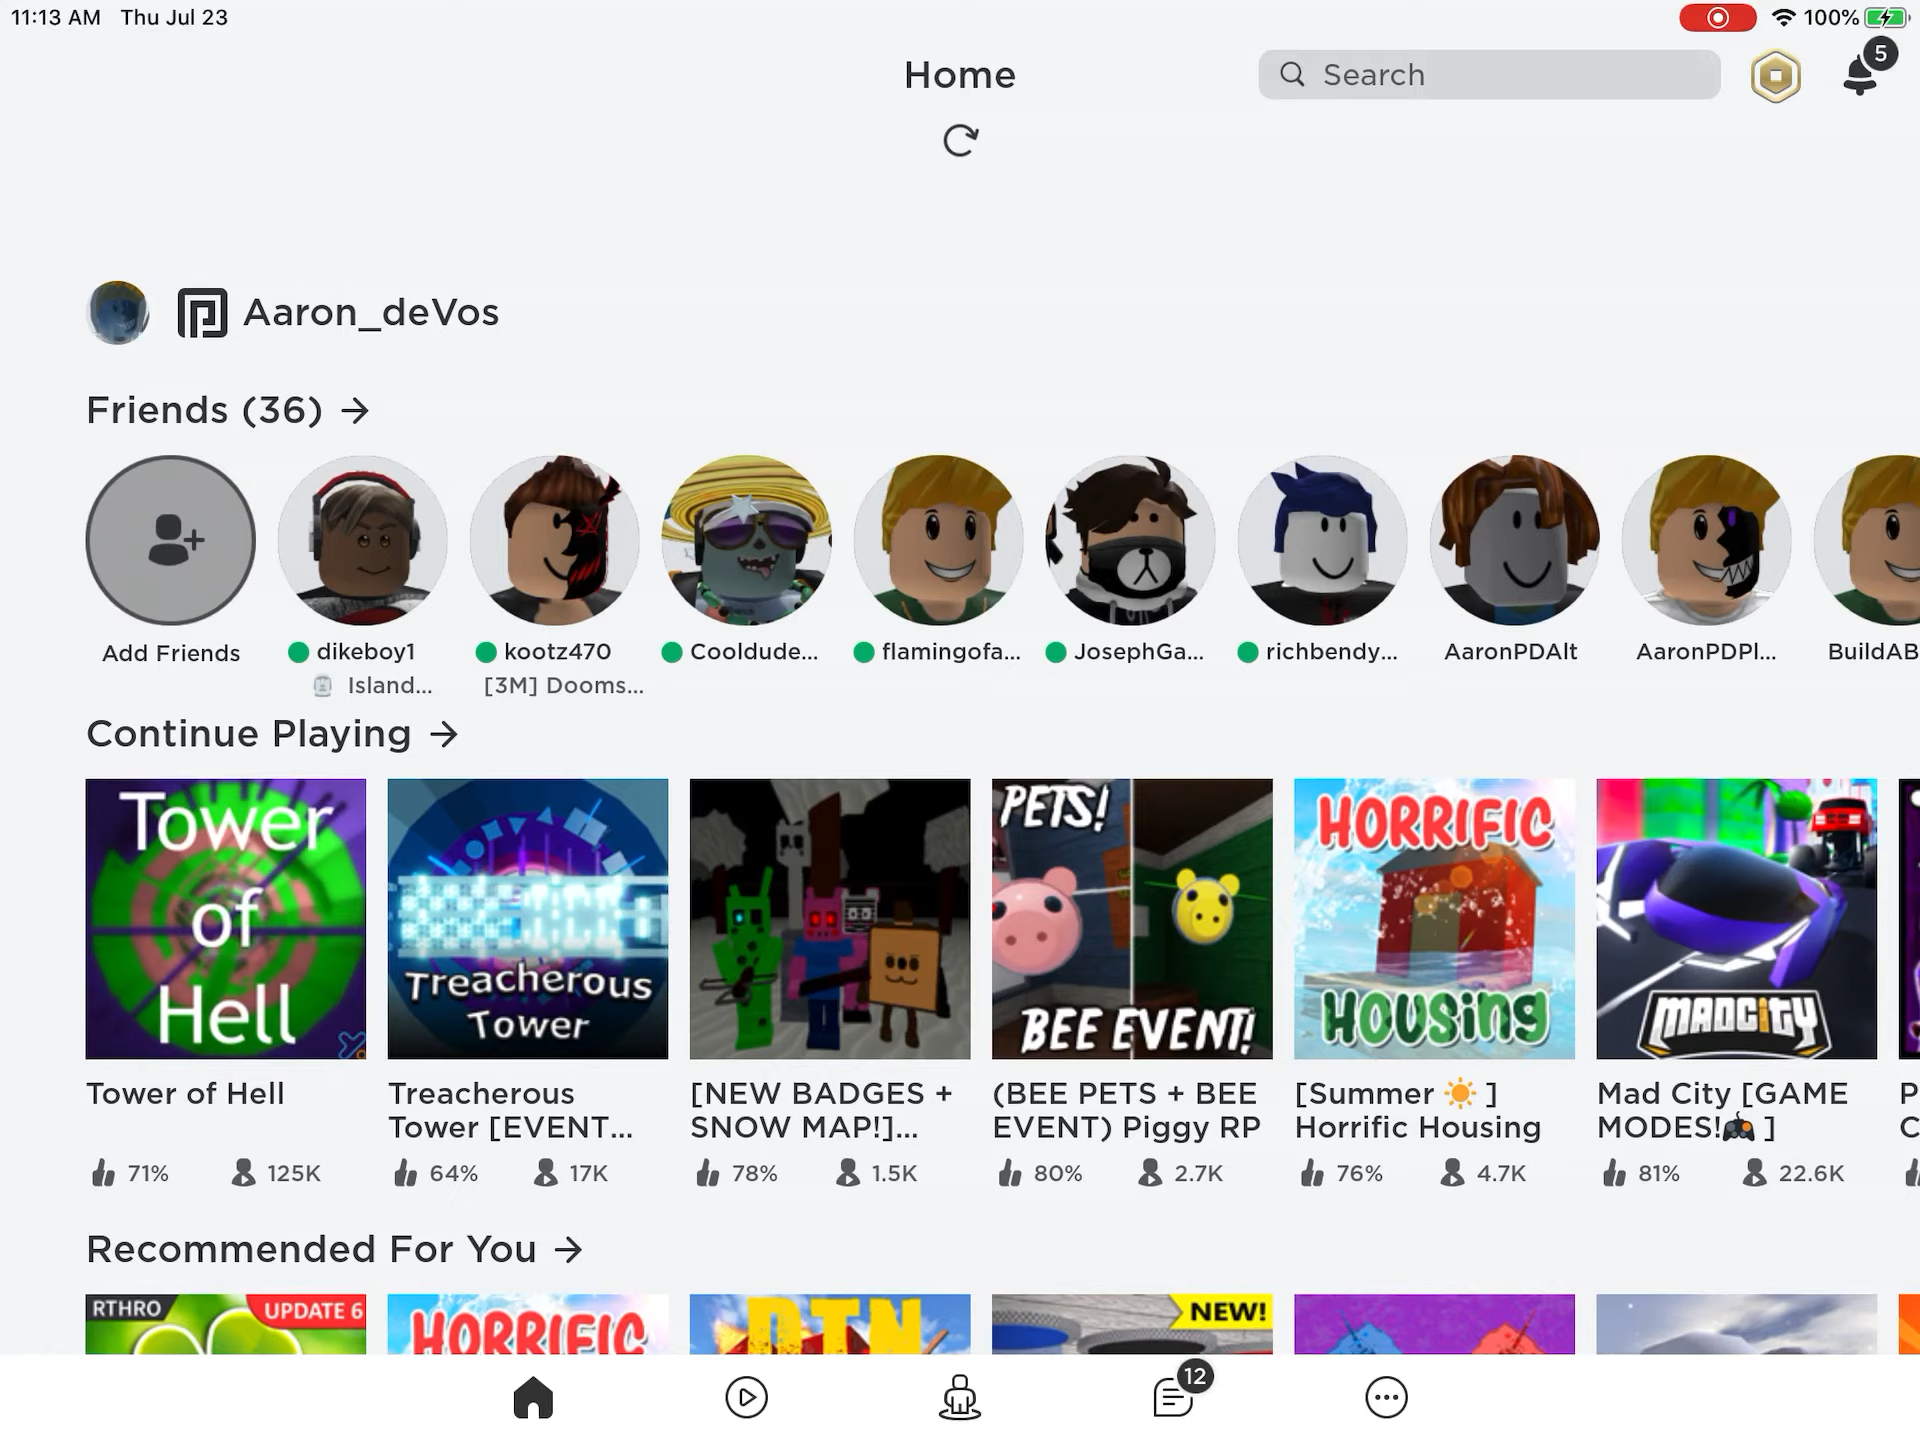 11:13 AM Thu Jul 23
100%
Home
Search
5
Aaron_deVos
Friends (36) →
Add Friends
dikeboy1
kootz470
Cooldude...
flamingofa...
JosephGa...
richbendy...
AaronPDAlt
AaronPDPl...
BuildAB
Island...
[3M] Dooms...
Continue Playing →
Tower
of
Hell
Treacherous
Tower
PETS!
BEE EVENT!
HORRIFIC
HOUSING
MADCITY
Tower of Hell
Treacherous
Tower [EVENT...
[NEW BADGES +
SNOW MAP!]...
(BEE PETS + BEE
EVENT) Piggy RP
[Summer ☀️ ]
Horrific Housing
Mad City [GAME
MODES!🎮 ]
P
C
71% 125K
64% 17K
78% 1.5K
80% 2.7K
76% 4.7K
81% 22.6K
Recommended For You →
RTHRO
UPDATE 6
HORRIFIC
NEW!
12